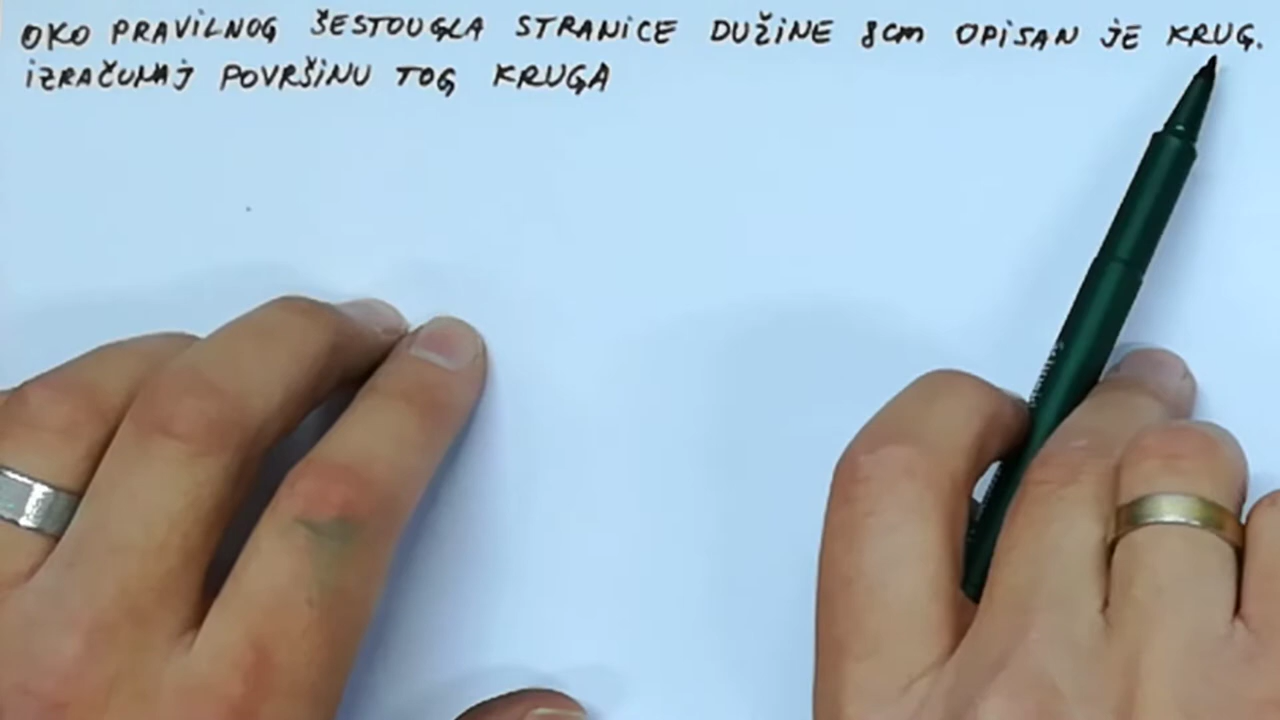 OKO PRAVILNOG ŠESTOUGLA STRANICE DUŽINE 8cm OPISAN JE KRUG.
IZRAČUNAJ POVRŠINU TOG KRUGA